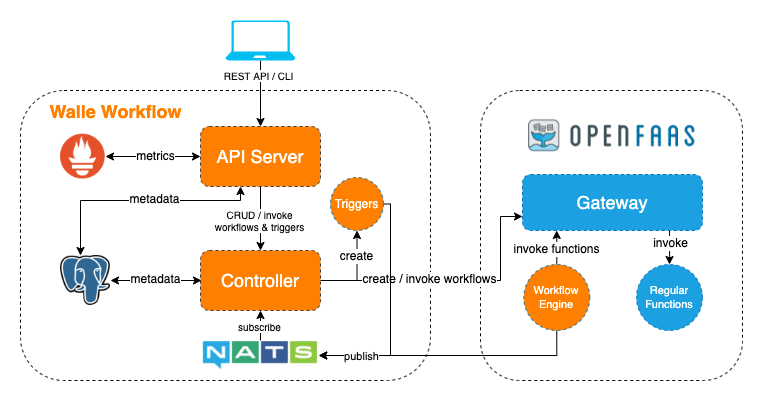 REST API / CLI
Walle Workflow
API Server
metrics
metadata
CRUD / invoke
workflows & triggers
Triggers
create
Controller
metadata
create / invoke workflows
subscribe
NATS
publish
OPENFAAS
Gateway
invoke functions
invoke
Workflow
Engine
Regular
Functions